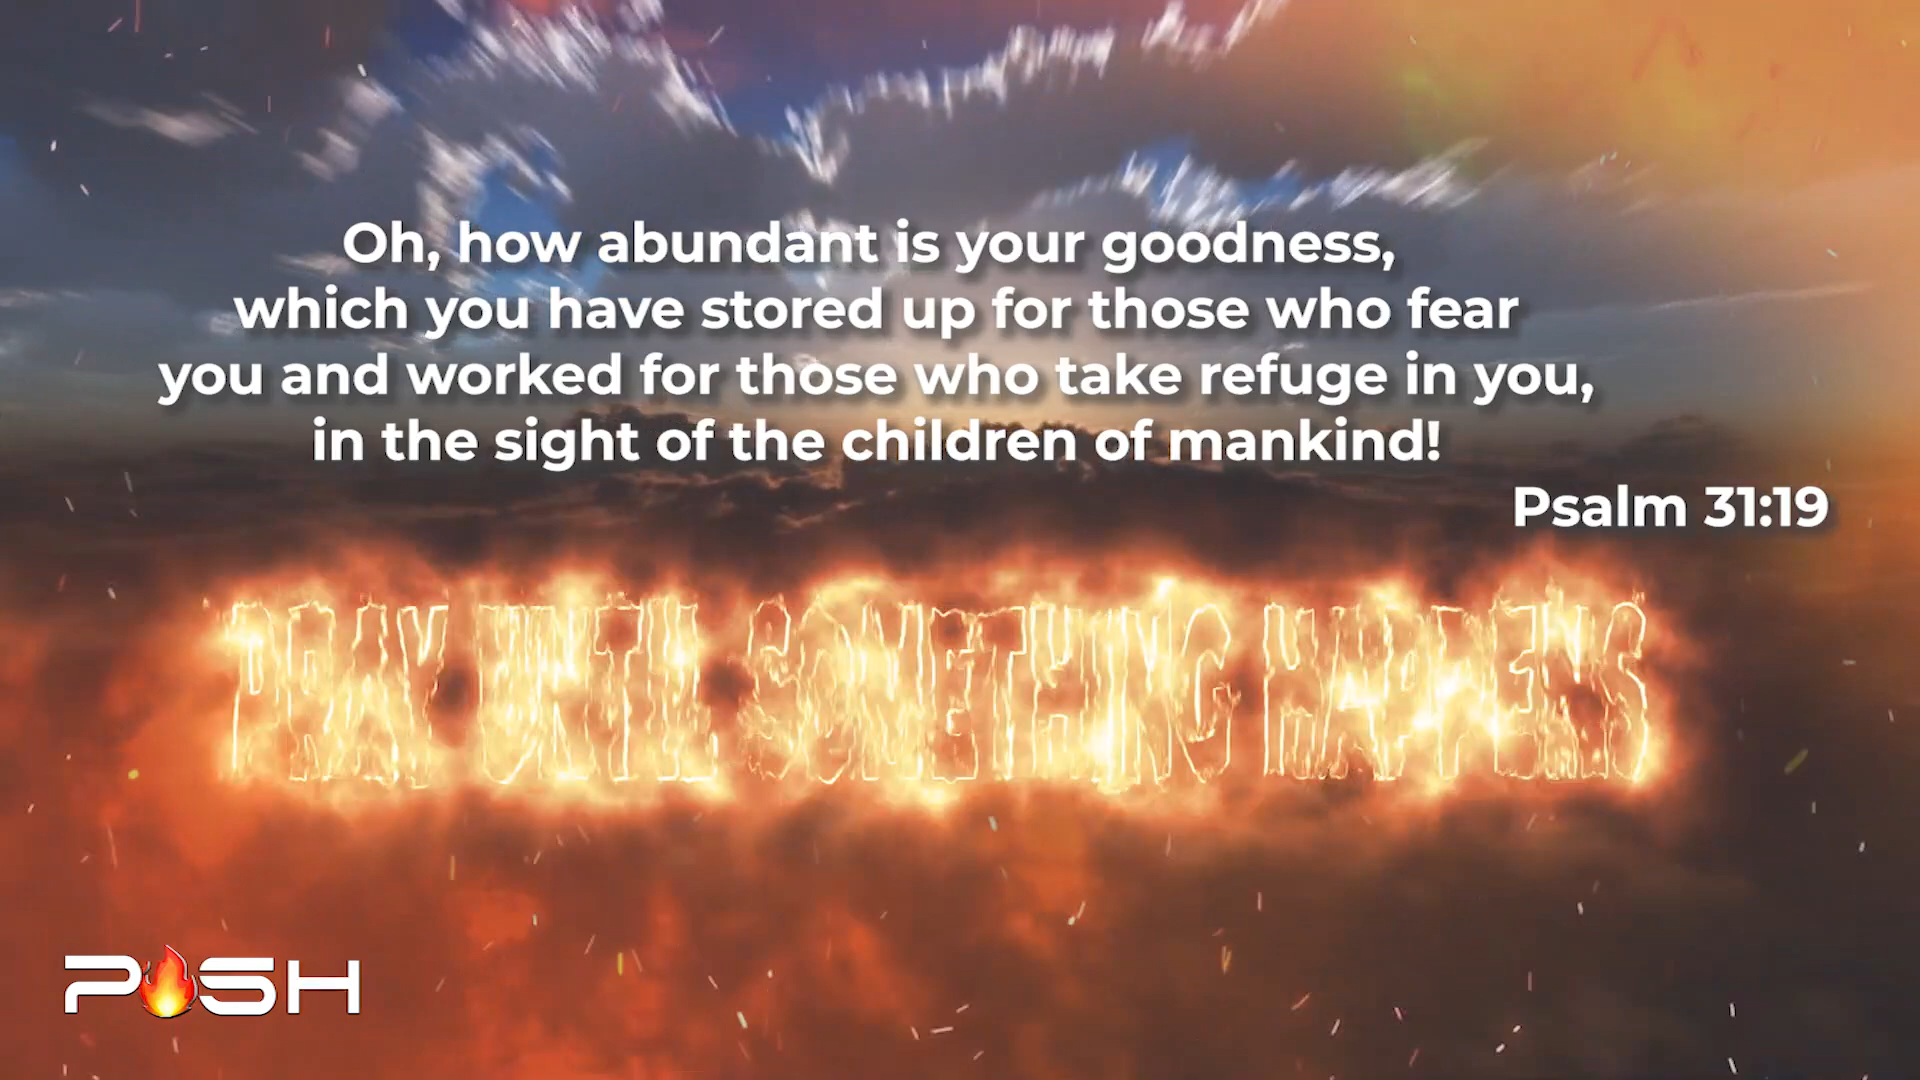 Oh, how abundant is your goodness,
which you have stored up for those who fear
you and worked for those who take refuge in you,
in the sight of the children of mankind!
Psalm 31:19
PRAY UNTIL SOMETHING HAPPENS
PUSH